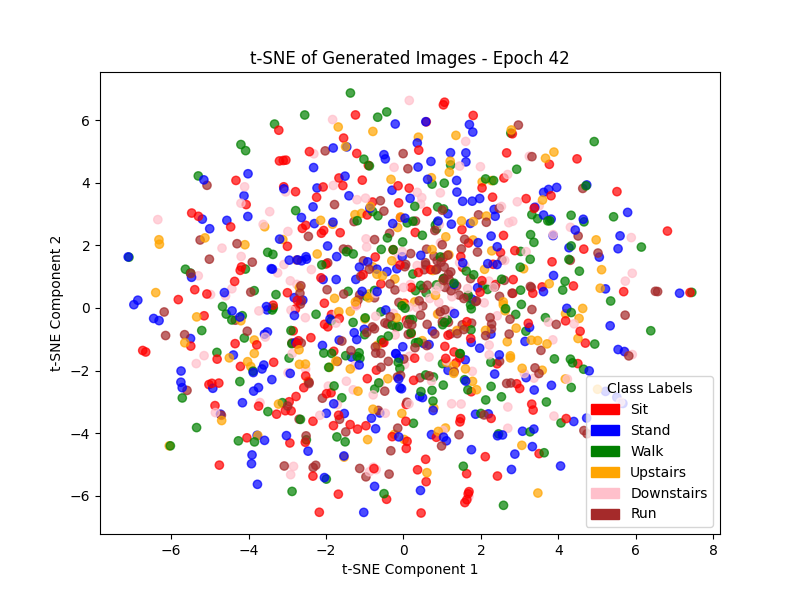 t-SNE of Generated Images - Epoch 42
t-SNE Component 2
6
4
2
0
−2
−4
−6
Class Labels
Sit
Stand
Walk
Upstairs
Downstairs
Run
−6 −4 −2 0 2 4 6 8
t-SNE Component 1